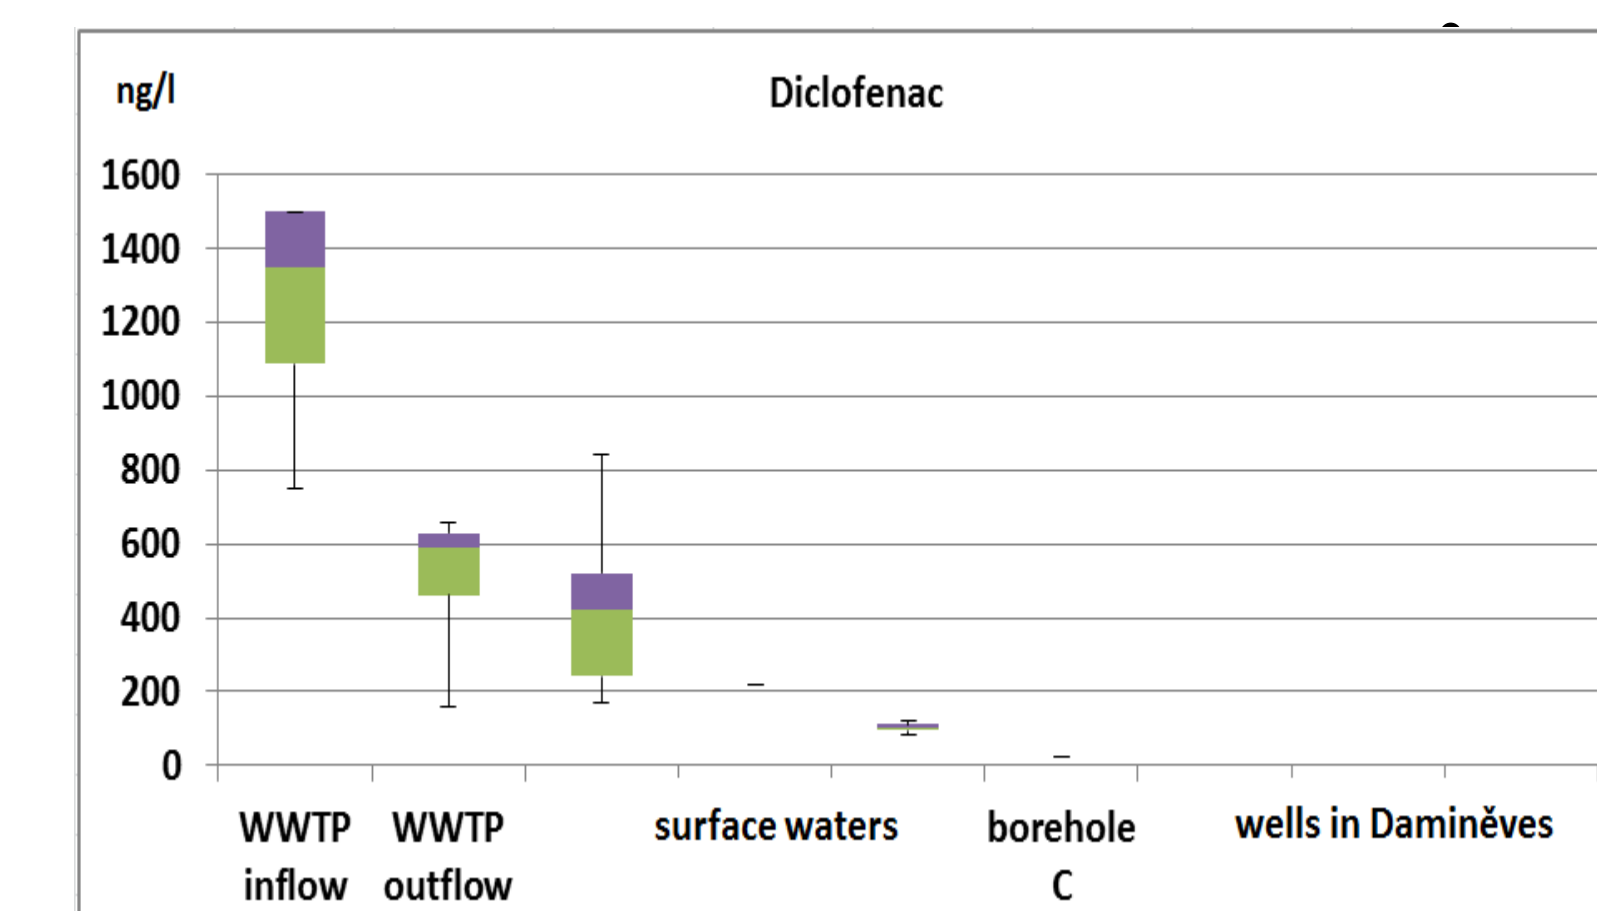 ng/l
Diclofenac
1600
1400
1200
1000
800
600
400
200
0
WWTP inflow
WWTP outflow
surface waters
borehole C
wells in Daminěves